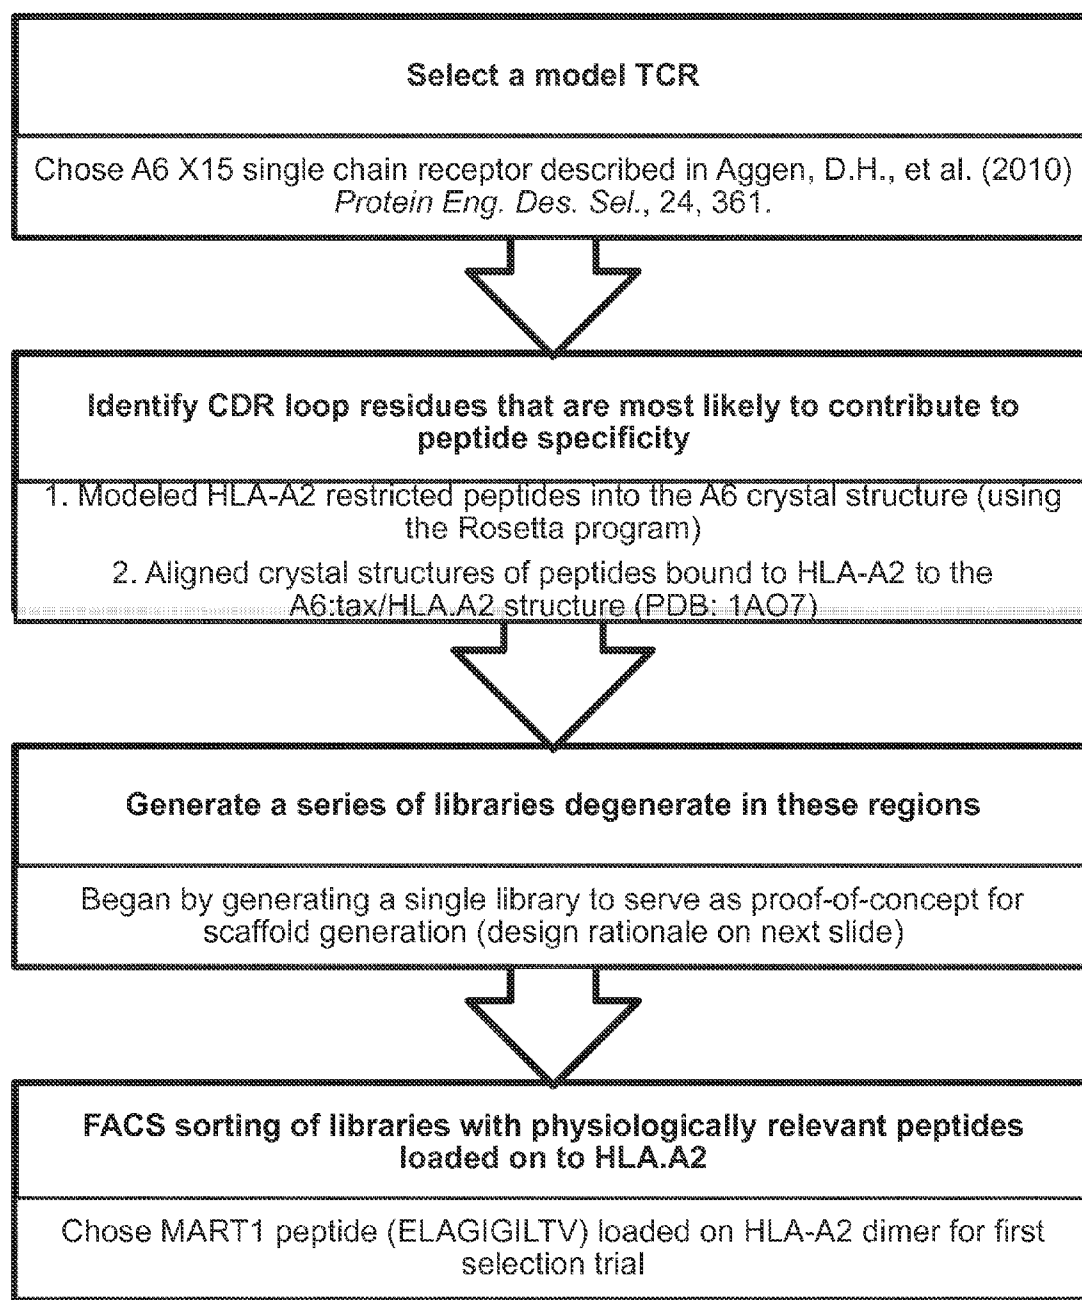 Select a model TCR
Chose A6 X15 single chain receptor described in Aggen, D.H., et al. (2010)
Protein Eng. Des. Sel., 24, 361.
Identify CDR loop residues that are most likely to contribute to
peptide specificity
1. Modeled HLA-A2 restricted peptides into the A6 crystal structure (using
the Rosetta program)
2. Aligned crystal structures of peptides bound to HLA-A2 to the
A6:tax/HLA.A2 structure (PDB: 1AO7)
Generate a series of libraries degenerate in these regions
Began by generating a single library to serve as proof-of-concept for
scaffold generation (design rationale on next slide)
FACS sorting of libraries with physiologically relevant peptides
loaded on to HLA.A2
Chose MART1 peptide (ELAGIGILTV) loaded on HLA-A2 dimer for first
selection trial